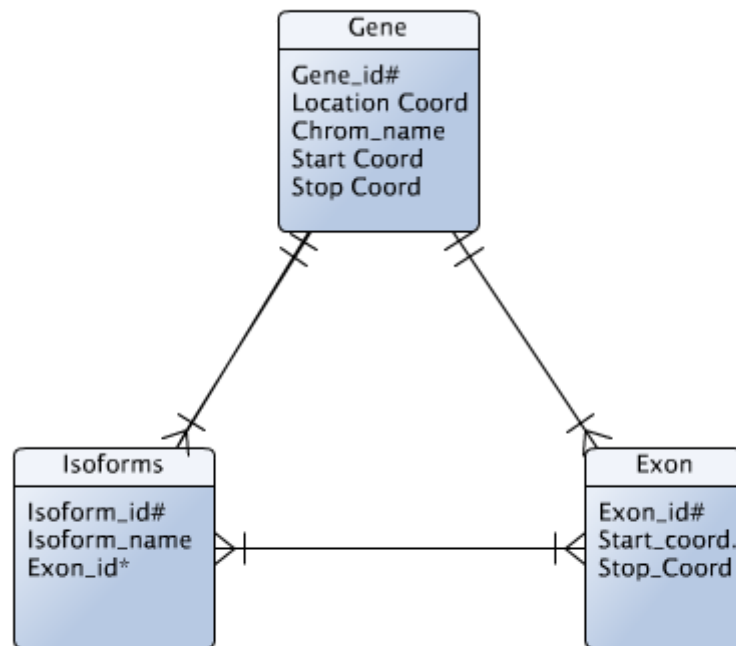 Gene
Gene_id#
Location Coord
Chrom_name
Start Coord
Stop Coord
Isoforms
Isoform_id#
Isoform_name
Exon_id*
Exon
Exon_id#
Start_coord.
Stop_Coord